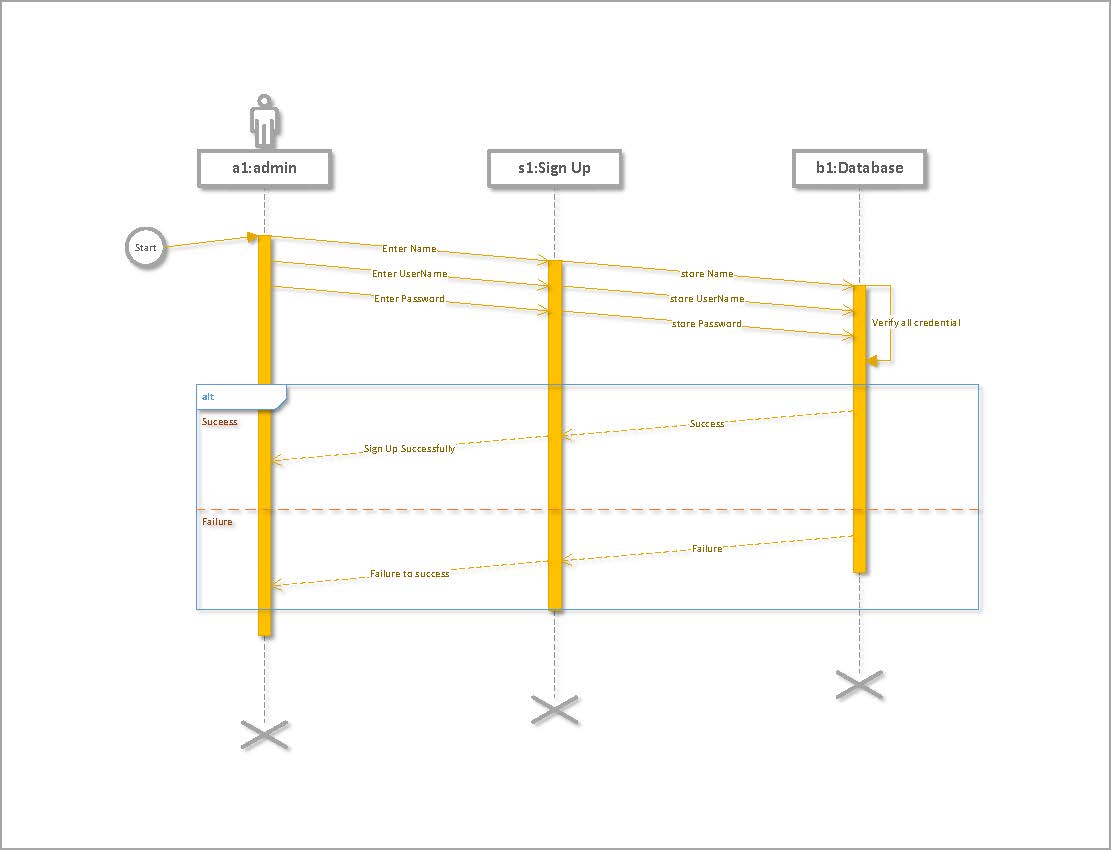 a1:admin
s1:Sign Up
b1:Database
Start
Enter Name
store Name
Enter UserName
store UserName
Enter Password
store Password
Verify all credential
alt
Suceess
Success
Sign Up Successfully
Failure
Failure
Failure to success